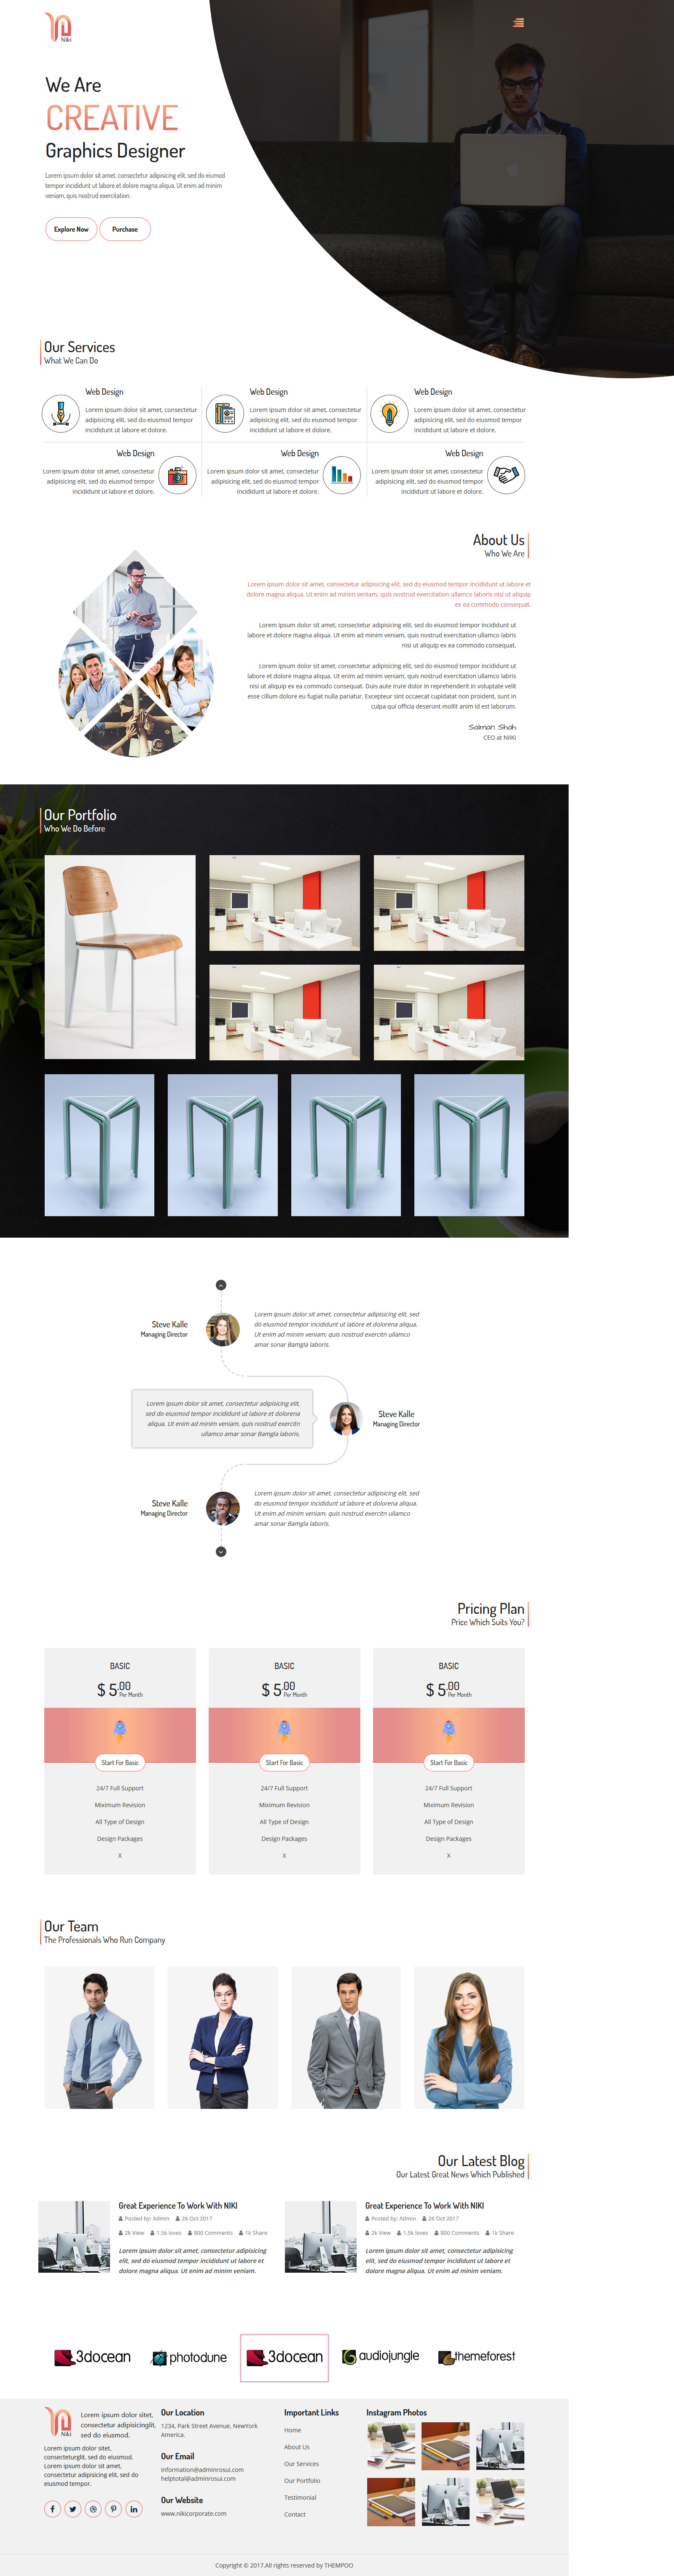 Niki
We Are
CREATIVE
Graphics Designer
Lorem ipsum dolor sit amet, consectetur adipisicing elit, sed do eiusmod
tempor incididunt ut labore et dolore magna aliqua. Ut enim ad minim
veniam, quis nostrud exercitation.
Explore Now
Purchase
Our Services
What We Can Do
Web Design
Lorem ipsum dolor sit amet, consectetur
adipisicing elit, sed do eiusmod tempor
incididunt ut labore et dolore.
Web Design
Lorem ipsum dolor sit amet, consectetur
adipisicing elit, sed do eiusmod tempor
incididunt ut labore et dolore.
Web Design
Lorem ipsum dolor sit amet, consectetur
adipisicing elit, sed do eiusmod tempor
incididunt ut labore et dolore.
Web Design
Lorem ipsum dolor sit amet, consectetur
adipisicing elit, sed do eiusmod tempor
incididunt ut labore et dolore.
Web Design
Lorem ipsum dolor sit amet, consectetur
adipisicing elit, sed do eiusmod tempor
incididunt ut labore et dolore.
Web Design
Lorem ipsum dolor sit amet, consectetur
adipisicing elit, sed do eiusmod tempor
incididunt ut labore et dolore.
About Us
Who We Are
Lorem ipsum dolor sit amet, consectetur adipisicing elit, sed do eiusmod tempor incididunt ut labore et
dolore magna aliqua. Ut enim ad minim veniam, quis nostrud exercitation ullamco laboris nisi ut aliquip
ex ea commodo consequat.
Lorem ipsum dolor sit amet, consectetur adipisicing elit, sed do eiusmod tempor incididunt ut
labore et dolore magna aliqua. Ut enim ad minim veniam, quis nostrud exercitation ullamco labris
nisi ut aliquip ex ea commodo consequat.
Lorem ipsum dolor sit amet, consectetur adipisicing elit, sed do eiusmod tempor incididunt ut
labore et dolore magna aliqua. Ut enim ad minim veniam, quis nostrud exercitation ullamco laboris
nisi ut aliquip ex ea commodo consequat. Duis aute irure dolor in reprehenderit in voluptate velit
esse cillum dolore eu fugiat nulla pariatur. Excepteur sint occaecat cupidatat non proident, sunt in
culpa qui officia deserunt mollit anim id est laborum.
Salman Shah
CEO at NiIKi
Our Portfolio
Who We Do Before
Steve Kalle
Managing Director
Lorem ipsum dolor sit amet, consectetur adipisicing elit, sed
do eiusmod tempor incididunt ut labore et dolorena aliqua.
Ut enim ad minim veniam, quis nostrud exercitn ullamco
amar sonar Bamgla laboris.
Lorem ipsum dolor sit amet, consectetur adipisicing elit,
sed do eiusmod tempor incididunt ut labore et dolorena
aliqua. Ut enim ad minim veniam, quis nostrud exercitn
ullamco amar sonar Bamgla laboris.
Steve Kalle
Managing Director
Steve Kalle
Managing Director
Lorem ipsum dolor sit amet, consectetur adipisicing elit, sed
do eiusmod tempor incididunt ut labore et dolorena aliqua.
Ut enim ad minim veniam, quis nostrud exercitn ullamco
amar sonar Bamgla laboris.
Pricing Plan
Price Which Suits You?
BASIC
$ 5.00
Per Month
Start For Basic
24/7 Full Support
Miximum Revision
All Type of Design
Design Packages
X
BASIC
$ 5.00
Per Month
Start For Basic
24/7 Full Support
Miximum Revision
All Type of Design
Design Packages
X
BASIC
$ 5.00
Per Month
Start For Basic
24/7 Full Support
Miximum Revision
All Type of Design
Design Packages
X
Our Team
The Professionals Who Run Company
Our Latest Blog
Our Latest Great News Which Published
Great Experience To Work With NIKI
Posted by: Admin 26 Oct 2017
2k View 1.5k loves 800 Comments 1k Share
Lorem ipsum dolor sit amet, consectetur adipisicing
elit, sed do eiusmod tempor incididunt ut labore et
dolore magna aliqua. Ut enim ad minim veniam.
Great Experience To Work With NIKI
Posted by: Admin 26 Oct 2017
2k View 1.5k loves 800 Comments 1k Share
Lorem ipsum dolor sit amet, consectetur adipisicing
elit, sed do eiusmod tempor incididunt ut labore et
dolore magna aliqua. Ut enim ad minim veniam.
3docean
photodune
3docean
audiojungle
themeforest
Niki
Lorem ipsum dolor sitet,
consectetur adipisicinglit,
sed do eiusmod.
Lorem ipsum dolor sitet,
consecteturglit, sed do eiusmod.
Lorem ipsum dolor sit amet,
consectetur adipisicing elit, sed do
eiusmod tempor.
Our Location
1234, Park Street Avenue, NewYork
America.
Our Email
information@adminrosui.com
helptotal@adminrosui.com
Our Website
www.nikicorporate.com
Important Links
Home
About Us
Our Services
Our Portfolio
Testimonial
Contact
Instagram Photos
Copyright © 2017.All rights reserved by THEMPOO